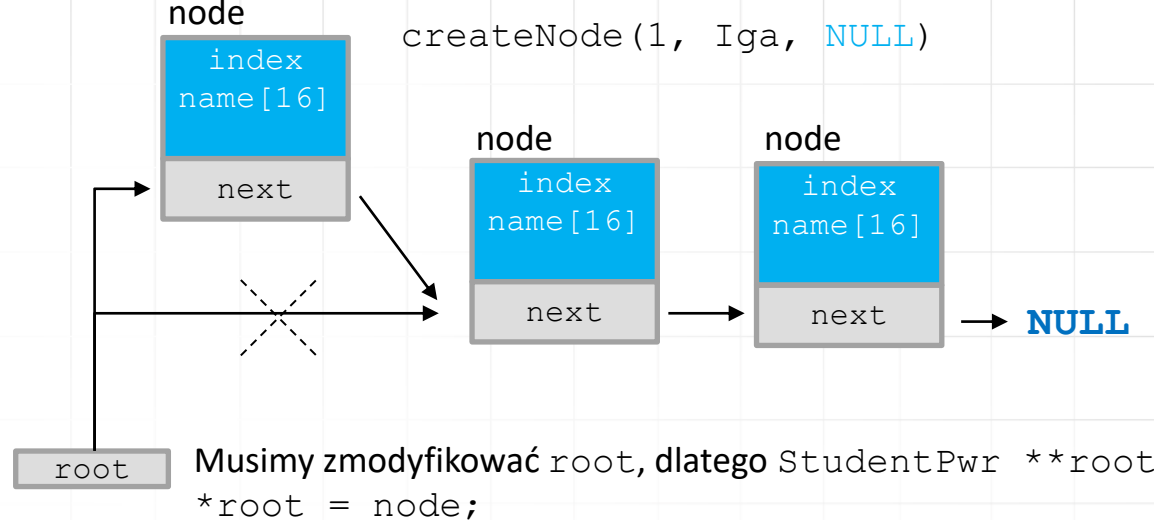 node
createNode(1, Iga, NULL)
index
name[16]
next
node
index
name[16]
next
node
index
name[16]
next
NULL
root
Musimy zmodyfikować root, dlatego StudentPwr **root
*root = node;